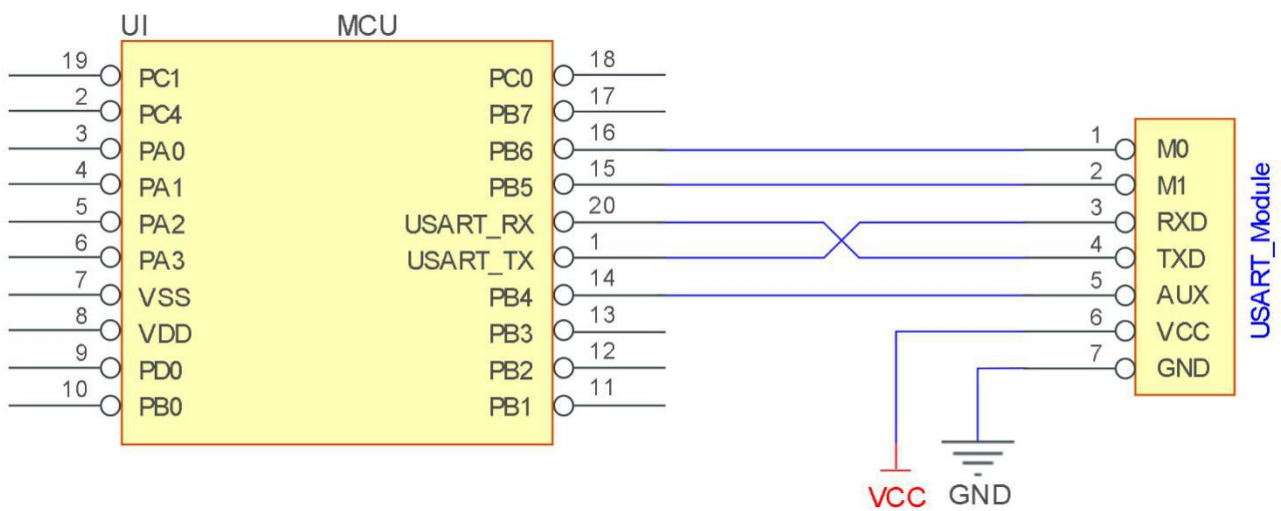 UI MCU
19 PC1 PC0 18
2 PC4 PB7 17
3 PA0 PB6 16 1 M0
4 PA1 PB5 15 2 M1
5 PA2 USART_RX 20 3 RXD
6 PA3 USART_TX 1 4 TXD
7 VSS PB4 14 5 AUX
8 VDD PB3 13 6 VCC
9 PD0 PB2 12 7 GND
10 PB0 PB1 11
USART_Module
VCC GND